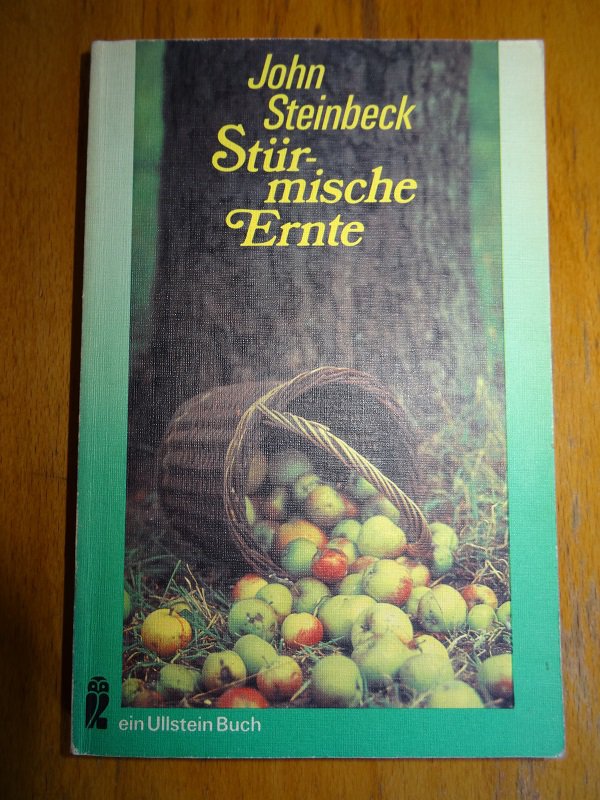 John
Steinbeck
Stür-
mische
Ernte
ein Ullstein Buch